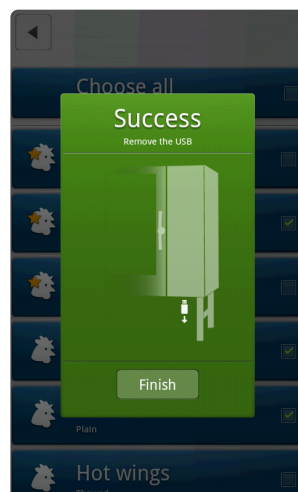 Choose all
Success
Remove the USB
Finish
Plain
Hot wings